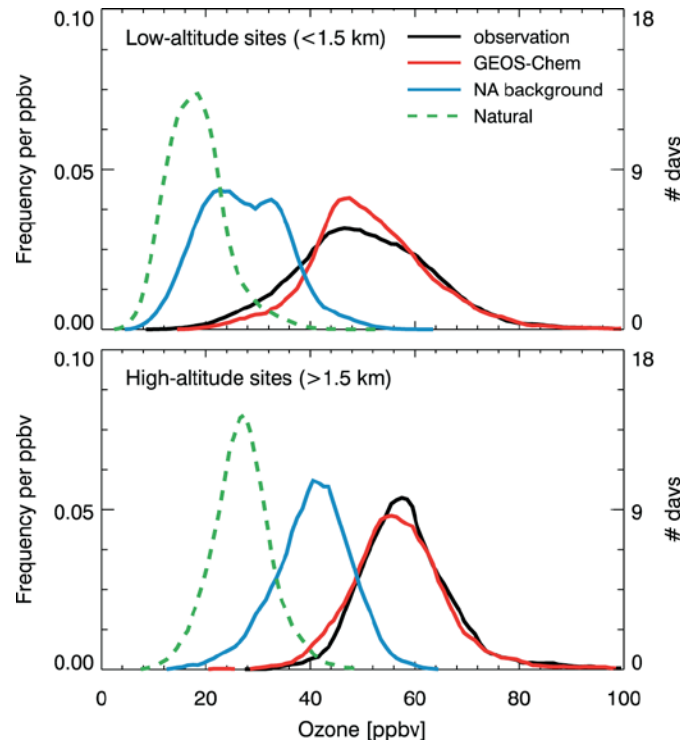 0.10
18
Low-altitude sites (<1.5 km)
observation
GEOS-Chem
NA background
Natural
Frequency per ppbv
0.05
9
# days
0.00
0
0.10
18
High-altitude sites (>1.5 km)
Frequency per ppbv
0.05
9
# days
0.00
0
0 20 40 60 80 100
Ozone [ppbv]